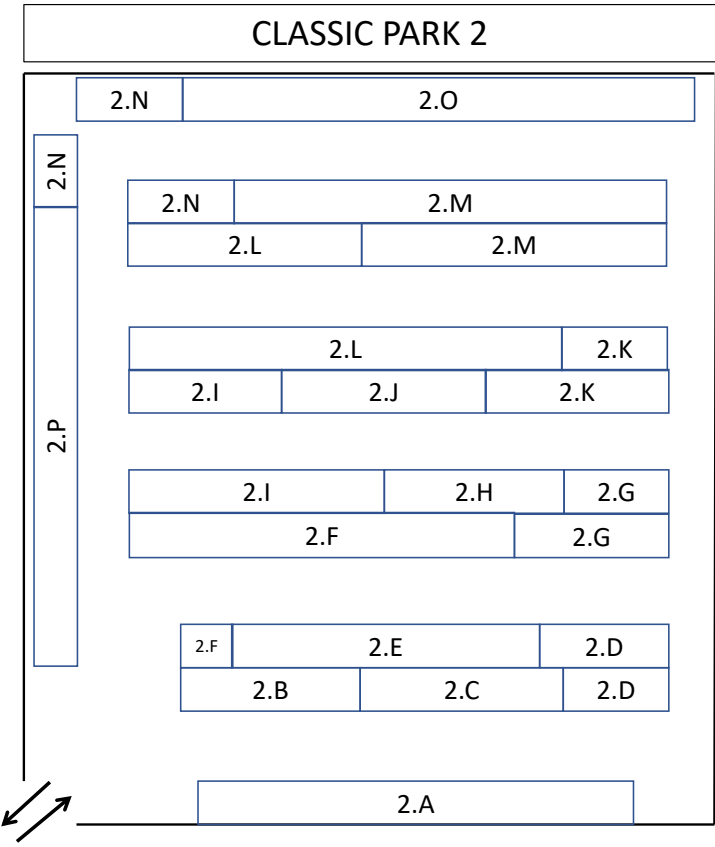 CLASSIC PARK 2
2.N 2.O
2.N
2.N 2.M
2.L 2.M
2.L 2.K
2.I 2.J 2.K
2.P
2.I 2.H 2.G
2.F 2.G
2.F 2.E 2.D
2.B 2.C 2.D
2.A